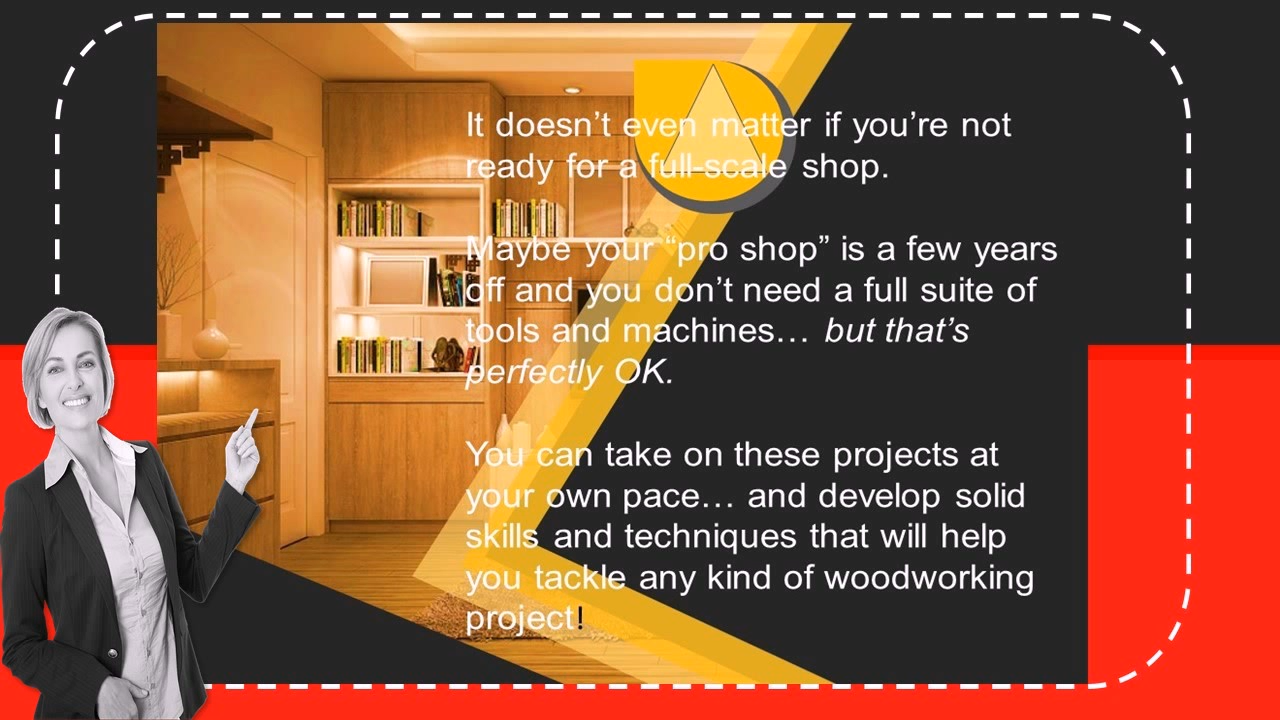 It doesn’t even matter if you’re not
ready for a full-scale shop.
Maybe your “pro shop” is a few years
off and you don’t need a full suite of
tools and machines… but that’s
perfectly OK.
You can take on these projects at
your own pace… and develop solid
skills and techniques that will help
you tackle any kind of woodworking
project!